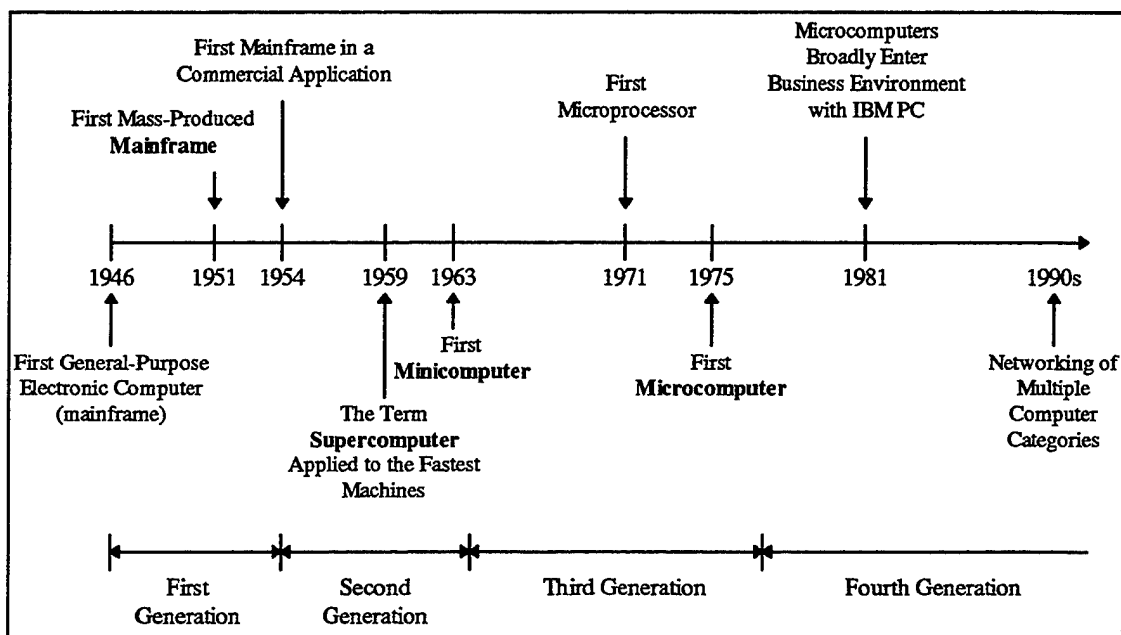 First Mainframe in a
Commercial Application
First Mass-Produced
Mainframe
First
Microprocessor
Microcomputers
Broadly Enter
Business Environment
with IBM PC
1946
1951
1954
1959
1963
1971
1975
1981
1990s
First General-Purpose
Electronic Computer
(mainframe)
The Term
Supercomputer
Applied to the Fastest
Machines
First
Minicomputer
First
Microcomputer
Networking of
Multiple
Computer
Categories
First
Generation
Second
Generation
Third Generation
Fourth Generation